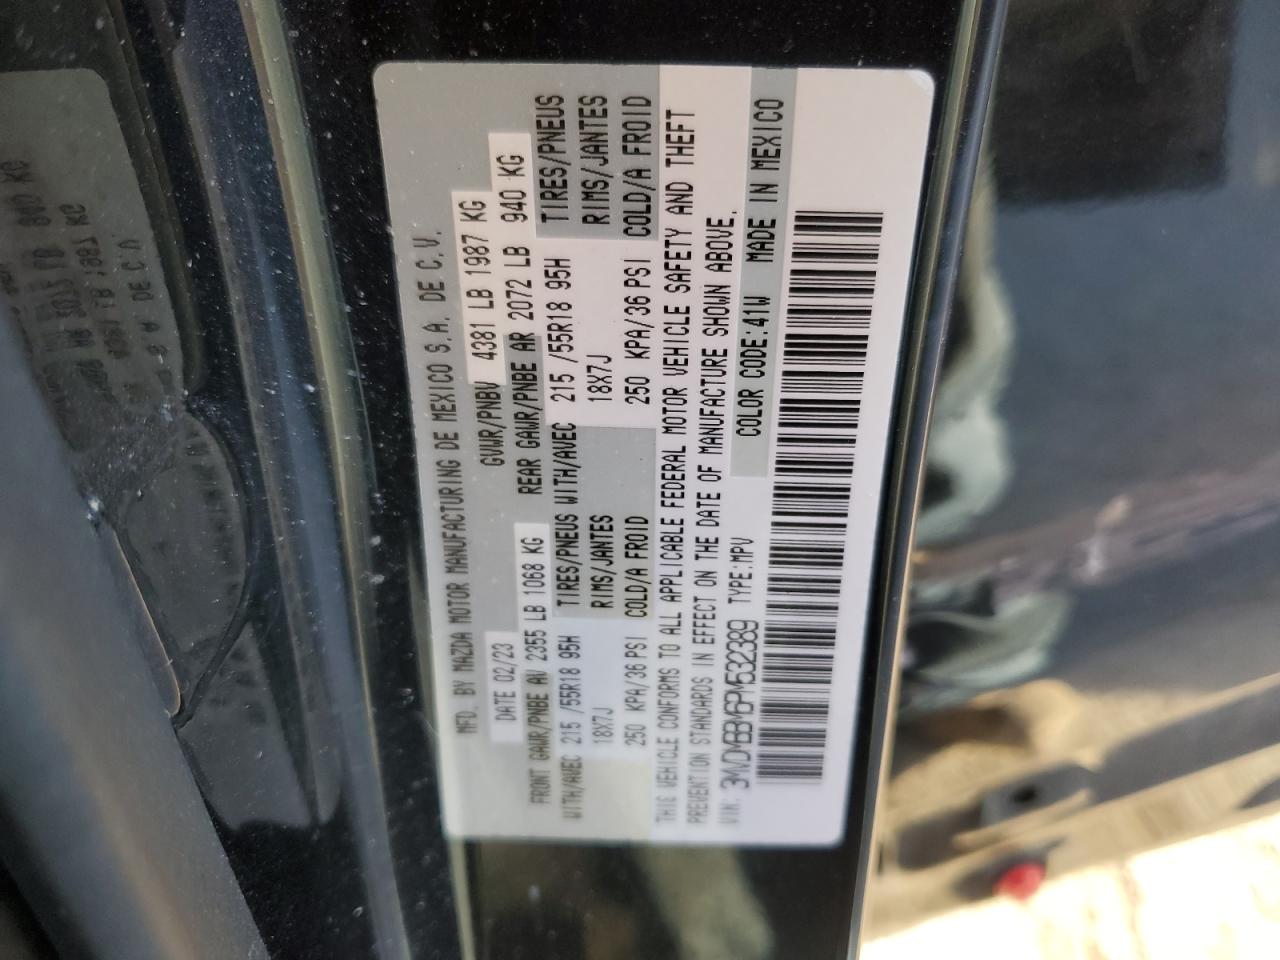 MFD. BY MAZDA MOTOR MANUFACTURING DE MEXICO S.A. DE C.V.
DATE 02/23 GVWR/PNBV 4381 LB 1987 KG
FRONT GAWR/PNBE AV 2355 LB 1068 KG REAR GAWR/PNBE AR 2072 LB 940 KG
WITH/AVEC 215 /55R18 95H TIRES/PNEUS WITH/AVEC 215 /55R18 95H TIRES/PNEUS
18X7J RIMS/JANTES 18X7J RIMS/JANTES
250 KPA/36 PSI COLD/A FROID 250 KPA/36 PSI COLD/A FROID
THIS VEHICLE CONFORMS TO ALL APPLICABLE FEDERAL MOTOR VEHICLE SAFETY AND THEFT
PREVENTION STANDARDS IN EFFECT ON THE DATE OF MANUFACTURE SHOWN ABOVE.
VIN: 3MVDMBBM6PM532389 TYPE:MPV COLOR CODE:41W MADE IN MEXICO